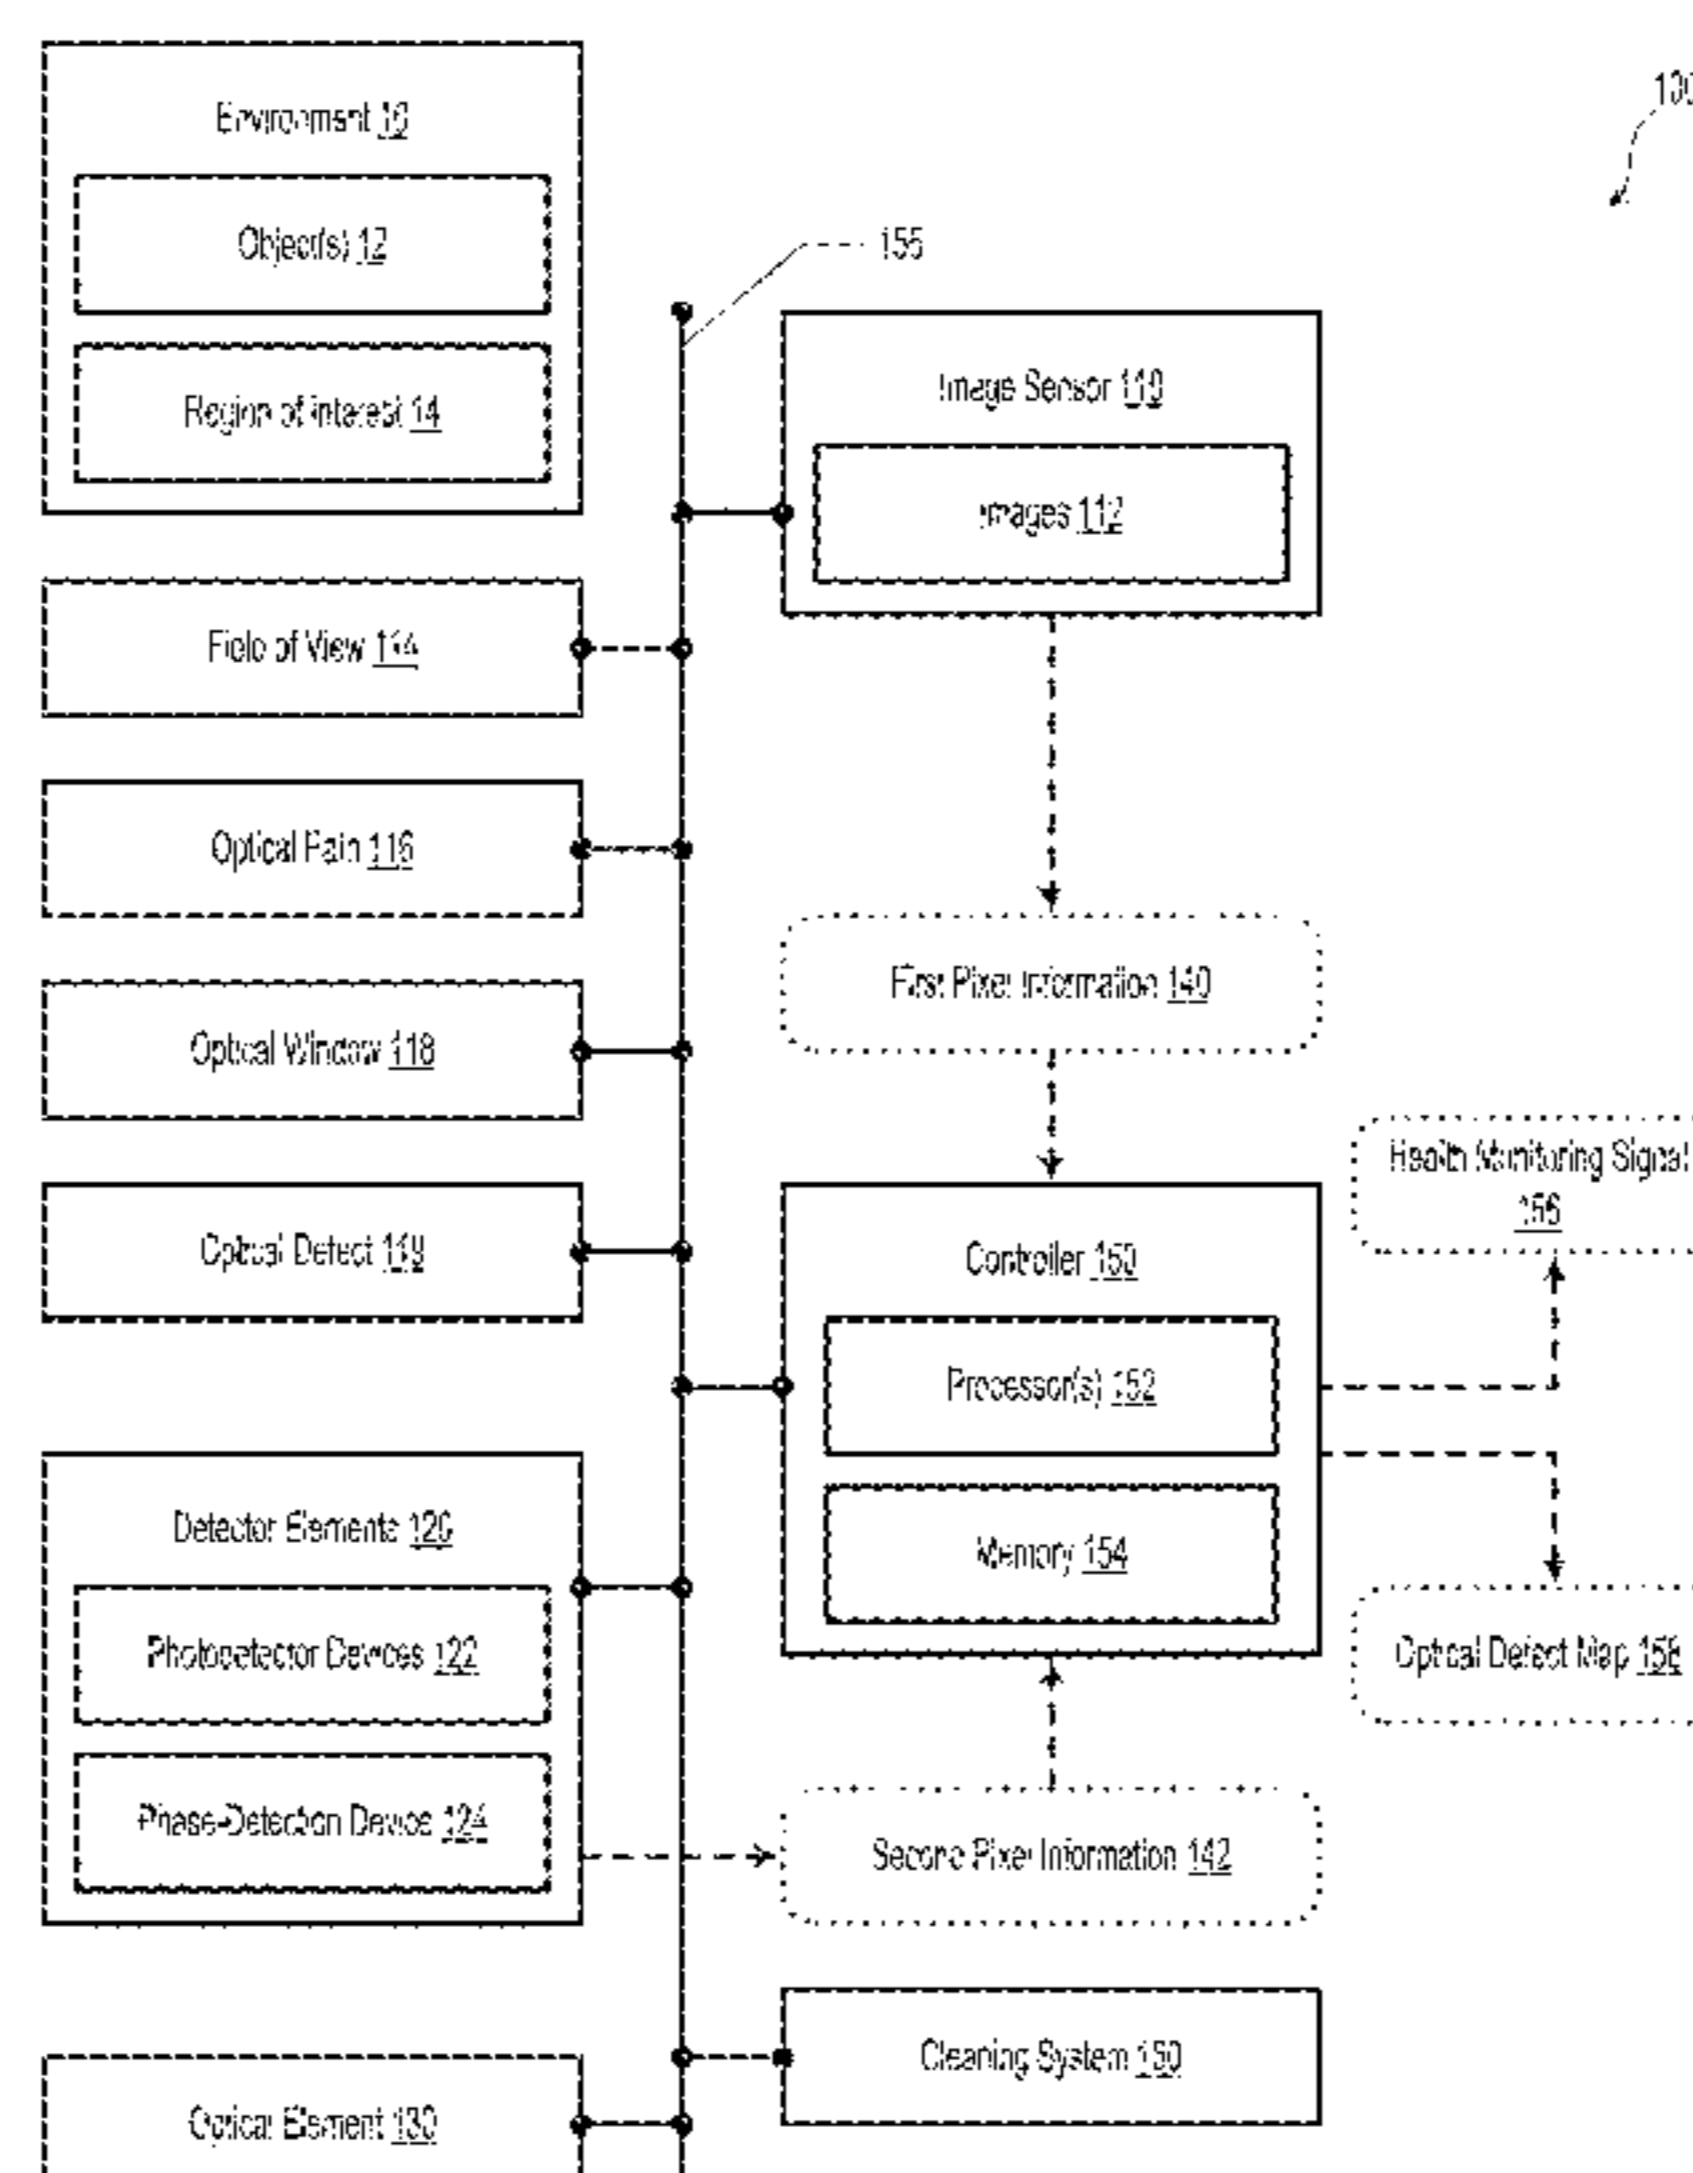 Environment 10
Object(s) 12
Region of Interest 14
Field of View 114
Optical Path 116
Optical Window 118
Optical Defect 119
Detector Elements 120
Photodetector Devices 122
Phase-Detection Device 124
Optical Element 130
155
Image Sensor 110
Images 112
First Pixel Information 140
Controller 150
Processor(s) 152
Memory 154
Second Pixel Information 142
Cleaning System
Health Monitoring Signal
156
Optical Defect Map 158